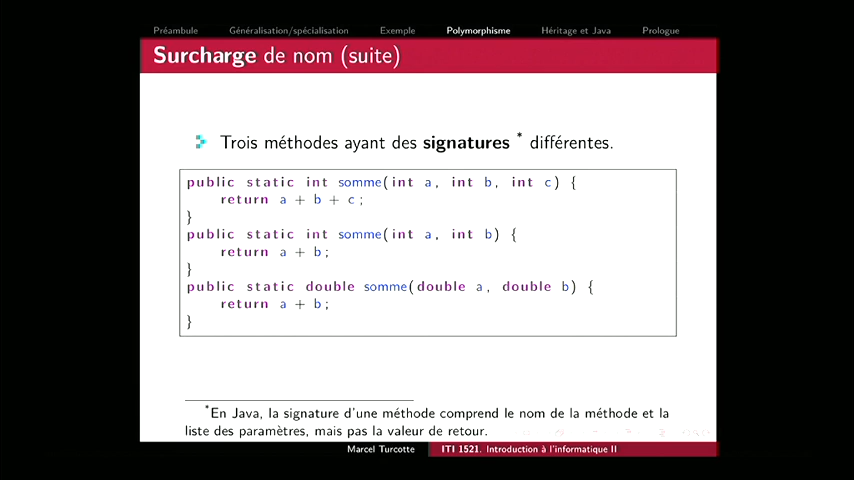 Préambule Généralisation/spécialisation Exemple Polymorphisme Héritage et Java Prologue
Surcharge de nom (suite)
Trois méthodes ayant des signatures * différentes.
public static int somme(int a, int b, int c) {
return a + b + c;
}
public static int somme(int a, int b) {
return a + b;
}
public static double somme(double a, double b) {
return a + b;
}
*En Java, la signature d'une méthode comprend le nom de la méthode et la
liste des paramètres, mais pas la valeur de retour.
Marcel Turcotte ITI 1521. Introduction à l'informatique II